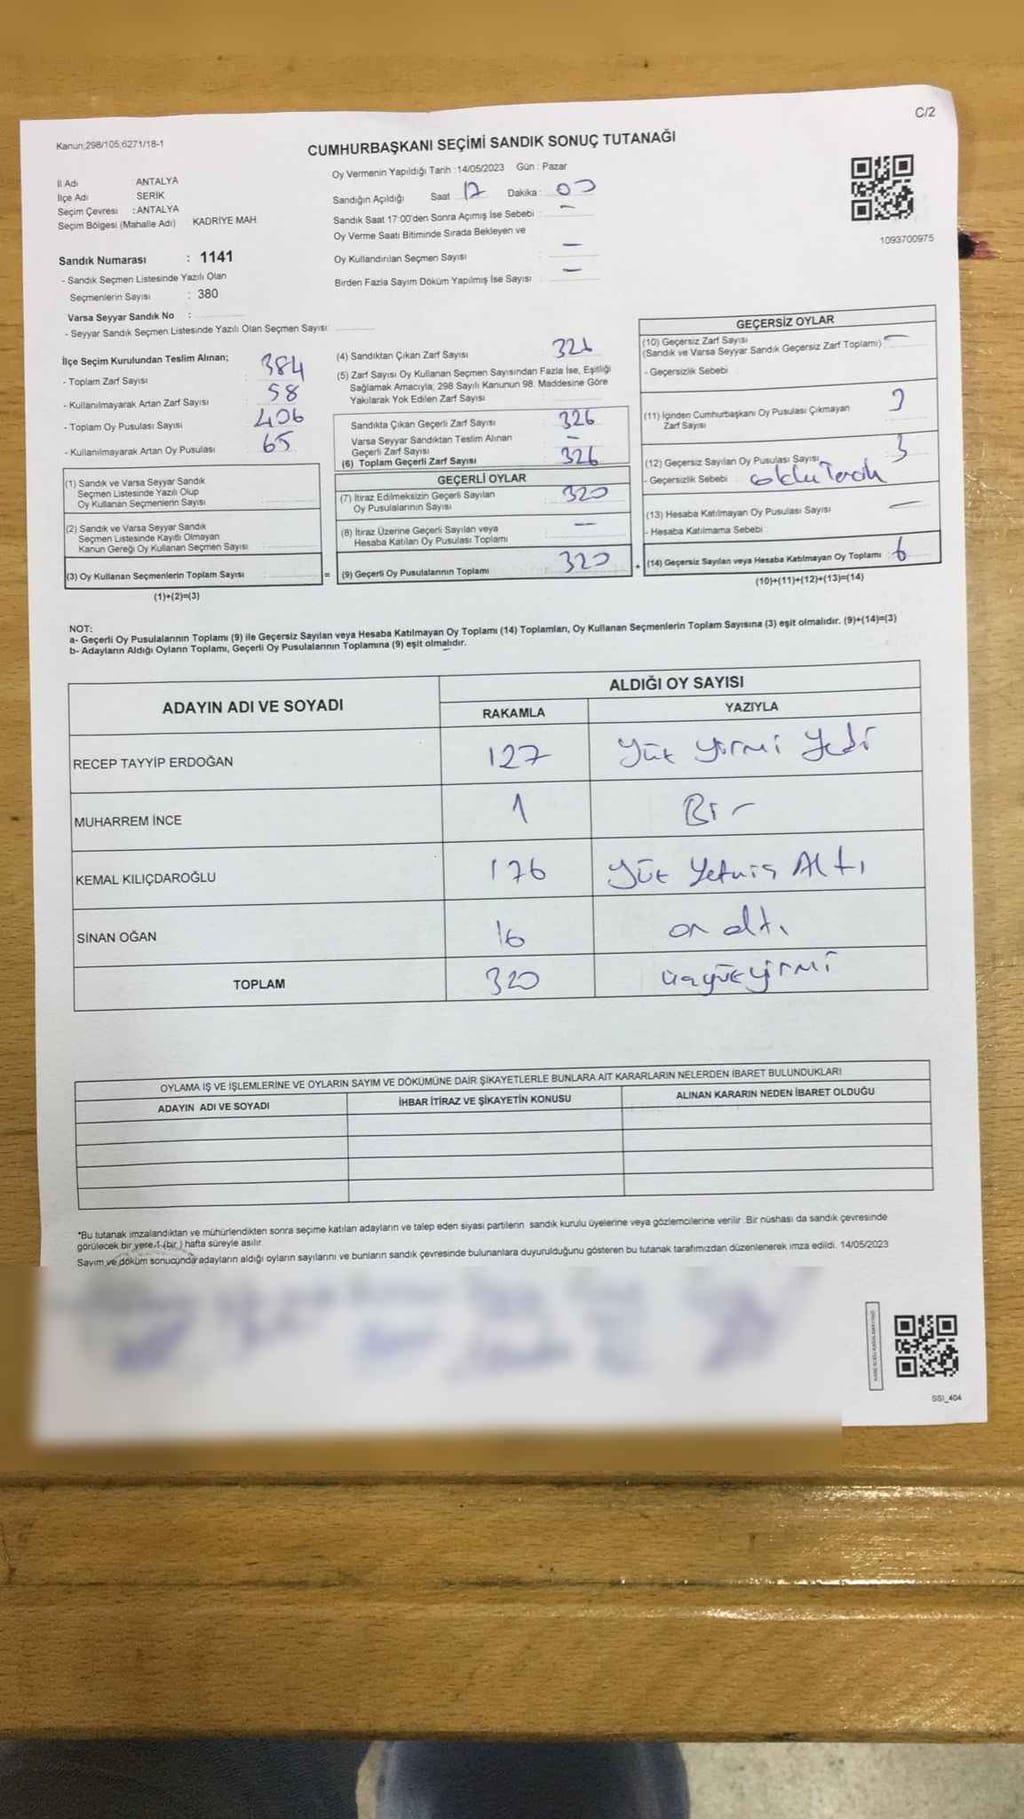 C/2
Kanun:298/105;6271/18-1
CUMHURBAŞKANI SEÇİMİ SANDIK SONUÇ TUTANAĞI
İl Adı : ANTALYA
İlçe Adı : SERİK
Seçim Çevresi : ANTALYA
Seçim Bölgesi (Mahalle Adı) KADRİYE MAH.
Sandık Numarası : 1141
- Sandık Seçmen Listesinde Yazılı Olan
Seçmenlerin Sayısı : 380
Varsa Seyyar Sandık No :
- Seyyar Sandık Seçmen Listesinde Yazılı Olan Seçmen Sayısı:
Oy Vermenin Yapıldığı Tarih :14/05/2023 Gün : Pazar
Sandığın Açıldığı Saat 17 Dakika : 00
Sandık Saat 17:00'den Sonra Açımış İse Sebebi : —
Oy Verme Saati Bitiminde Sırada Bekleyen ve
Oy Kullandırılan Seçmen Sayısı : —
Birden Fazla Sayım Döküm Yapılmış İse Sayısı : —
1093700975
İlçe Seçim Kurulundan Teslim Alınan;
- Toplam Zarf Sayısı : 384
- Kullanılmayarak Artan Zarf Sayısı : 58
- Toplam Oy Pusulası Sayısı : 406
- Kullanılmayarak Artan Oy Pusulası : 65
(1) Sandık ve Varsa Seyyar Sandık
Seçmen Listesinde Yazılı Olup
Oy Kullanan Seçmenlerin Sayısı
(2) Sandık ve Varsa Seyyar Sandık
Seçmen Listesinde Kayıtlı Olmayan
Kanun Gereği Oy Kullanan Seçmen Sayısı
(3) Oy Kullanan Seçmenlerin Toplam Sayısı
(1)+(2)=(3)
(4) Sandıktan Çıkan Zarf Sayısı 326
(5) Zarf Sayısı Oy Kullanan Seçmen Sayısından Fazla İse, Eşitliği
Sağlamak Amacıyla; 298 Sayılı Kanunun 98. Maddesine Göre
Yakılarak Yok Edilen Zarf Sayısı
Sandıkta Çıkan Geçerli Zarf Sayısı : 326
Varsa Seyyar Sandıktan Teslim Alınan
Geçerli Zarf Sayısı : —
(6) Toplam Geçerli Zarf Sayısı : 326
GEÇERLİ OYLAR
(7) İtiraz Edilmeksizin Geçerli Sayılan
Oy Pusulalarının Sayısı : 320
(8) İtiraz Üzerine Geçerli Sayılan veya
Hesaba Katılan Oy Pusulası Toplamı : —
= (9) Geçerli Oy Pusulalarının Toplamı : 320
GEÇERSİZ OYLAR
(10) Geçersiz Zarf Sayısı
(Sandık ve Varsa Seyyar Sandık Geçersiz Zarf Toplamı) : —
- Geçersizlik Sebebi
(11) İçinden Cumhurbaşkanı Oy Pusulası Çıkmayan
Zarf Sayısı : 3
(12) Geçersiz Sayılan Oy Pusulası Sayısı : 3
- Geçersizlik Sebebi : Çoklu Tercih
(13) Hesaba Katılmayan Oy Pusulası Sayısı : —
- Hesaba Katılmama Sebebi :
+ (14) Geçersiz Sayılan veya Hesaba Katılmayan Oy Toplamı : 6
(10)+(11)+(12)+(13)=(14)
NOT:
a- Geçerli Oy Pusulalarının Toplamı (9) ile Geçersiz Sayılan veya Hesaba Katılmayan Oy Toplamı (14) Toplamları, Oy Kullanan Seçmenlerin Toplam Sayısına (3) eşit olmalıdır. (9)+(14)=(3)
b- Adayların Aldığı Oyların Toplamı, Geçerli Oy Pusulalarının Toplamına (9) eşit olmalıdır.
ADAYIN ADI VE SOYADI ALDIĞI OY SAYISI
RAKAMLA YAZIYLA
RECEP TAYYİP ERDOĞAN 127 Yüz yirmi Yedi
MUHARREM İNCE 1 Bir
KEMAL KILIÇDAROĞLU 176 Yüz Yetmiş Altı
SİNAN OĞAN 16 on altı
TOPLAM 320 üçyüzyirmi
OYLAMA İŞ VE İŞLEMLERİNE VE OYLARIN SAYIM VE DÖKÜMÜNE DAİR ŞİKAYETLERLE BUNLARA AİT KARARLARIN NELERDEN İBARET BULUNDUKLARI
ADAYIN ADI VE SOYADI İHBAR İTİRAZ VE ŞİKAYETİN KONUSU ALINAN KARARIN NEDEN İBARET OLDUĞU
*Bu tutanak imzalandıktan ve mühürlendikten sonra seçime katılan adayların ve talep eden siyasi partilerin sandık kurulu üyelerine veya gözlemcilerine verilir. Bir nüshası da sandık çevresinde
görülecek bir yere 1 (bir ) hafta süreyle asılır.
Sayım ve döküm sonucunda adayların aldığı oyların sayılarını ve bunların sandık çevresinde bulunanlara duyurulduğunu gösteren bu tutanak tarafımızdan düzenlenerek imza edildi. 14/05/2023
SSI_404